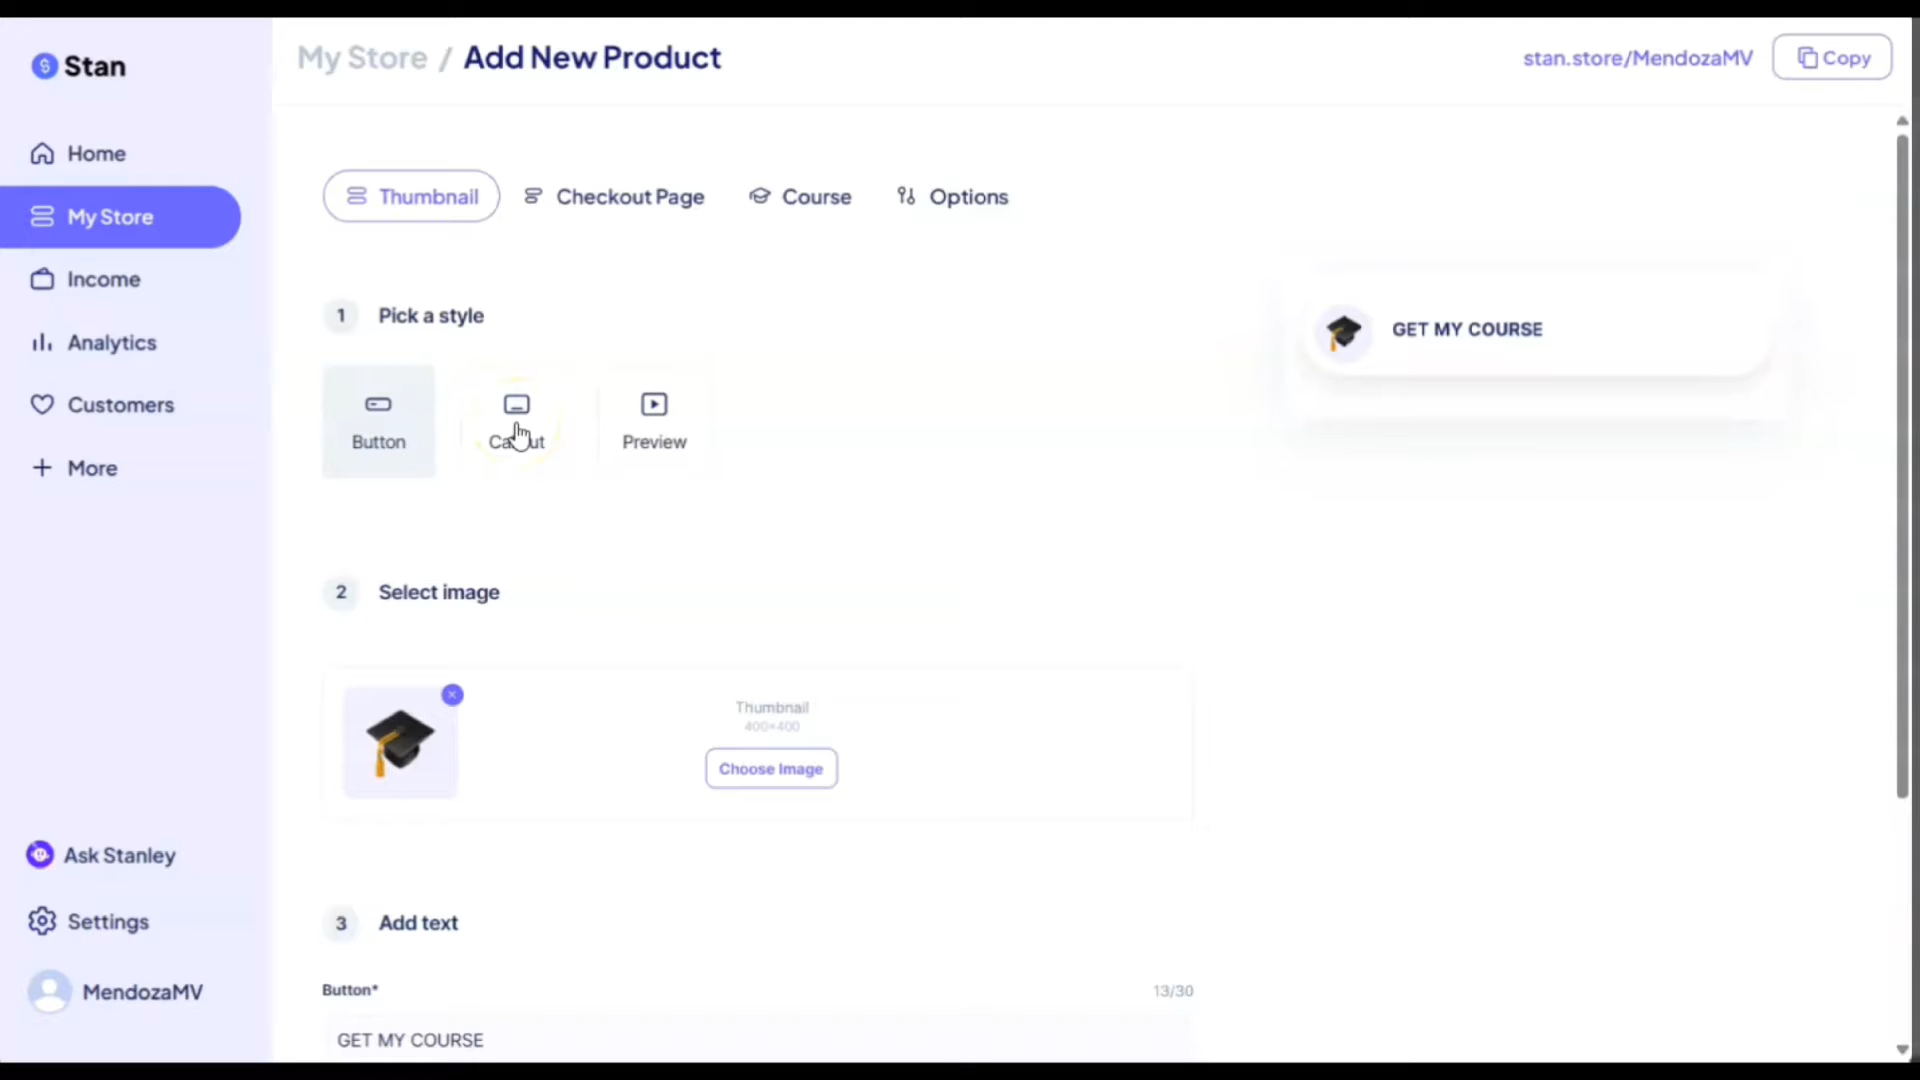 Stan
My Store / Add New Product
stan.store/MendozaMV
Copy
Home
My Store
Income
Analytics
Customers
More
Ask Stanley
Settings
MendozaMV
Thumbnail
Checkout Page
Course
Options
1 Pick a style
Button
Preview
GET MY COURSE
2 Select image
Thumbnail
400×400
Choose Image
3 Add text
Button*
13/30
GET MY COURSE